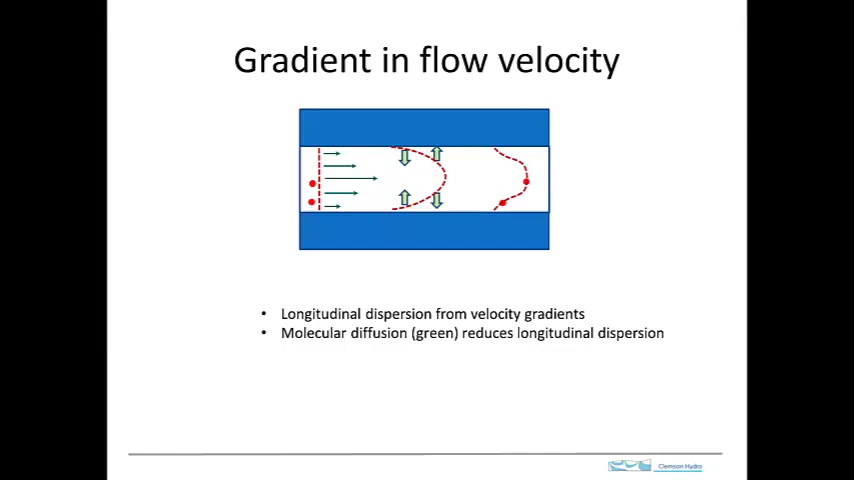 Gradient in flow velocity
• Longitudinal dispersion from velocity gradients
• Molecular diffusion (green) reduces longitudinal dispersion
Clemson Hydro